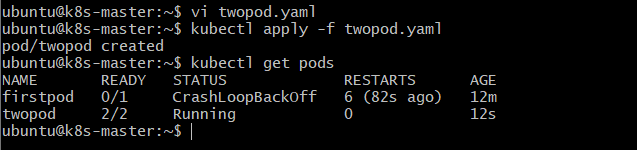 ubuntu@k8s-master:~$ vi twopod.yaml
ubuntu@k8s-master:~$ kubectl apply -f twopod.yaml
pod/twopod created
ubuntu@k8s-master:~$ kubectl get pods
NAME READY STATUS RESTARTS AGE
firstpod 0/1 CrashLoopBackOff 6 (82s ago) 12m
twopod 2/2 Running 0 12s
ubuntu@k8s-master:~$